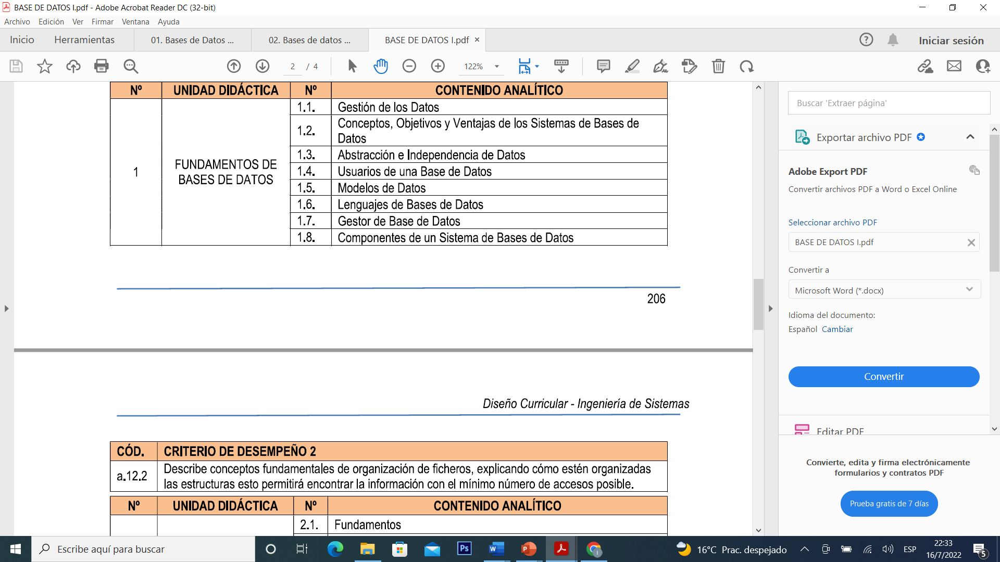 BASE DE DATOS I.pdf - Adobe Acrobat Reader DC (32-bit)
Archivo Edición Ver Firmar Ventana Ayuda
Inicio Herramientas 01. Bases de Datos ... 02. Bases de datos ... BASE DE DATOS I.pdf × Iniciar sesión
2 / 4 122%
Nº UNIDAD DIDÁCTICA Nº CONTENIDO ANALÍTICO
1 FUNDAMENTOS DE
BASES DE DATOS
1.1. Gestión de los Datos
1.2. Conceptos, Objetivos y Ventajas de los Sistemas de Bases de
Datos
1.3. Abstracción e Independencia de Datos
1.4. Usuarios de una Base de Datos
1.5. Modelos de Datos
1.6. Lenguajes de Bases de Datos
1.7. Gestor de Base de Datos
1.8. Componentes de un Sistema de Bases de Datos
206
Diseño Curricular - Ingeniería de Sistemas
CÓD. CRITERIO DE DESEMPEÑO 2
a.12.2 Describe conceptos fundamentales de organización de ficheros, explicando cómo estén organizadas
las estructuras esto permitirá encontrar la información con el mínimo número de accesos posible.
Nº UNIDAD DIDÁCTICA Nº CONTENIDO ANALÍTICO
2.1. Fundamentos
Buscar 'Extraer página'
Exportar archivo PDF
Adobe Export PDF
Convertir archivos PDF a Word o Excel Online
Seleccionar archivo PDF
BASE DE DATOS I.pdf
Convertir a
Microsoft Word (*.docx)
Idioma del documento:
Español Cambiar
Convertir
Editar PDF
Convierte, edita y firma electrónicamente
formularios y contratos PDF
Prueba gratis de 7 días
Escribe aquí para buscar
Ps
16°C Prac. despejado
ESP
22:33
16/7/2022
5